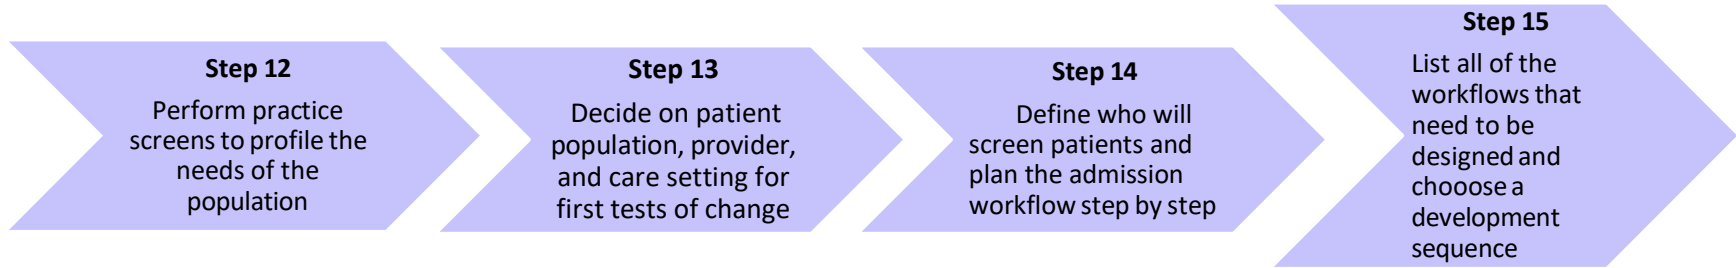 Step 12
Perform practice
screens to profile the
needs of the
population
Step 13
Decide on patient
population, provider,
and care setting for
first tests of change
Step 14
Define who will
screen patients and
plan the admission
workflow step by step
Step 15
List all of the
workflows that
need to be
designed and
chooose a
development
sequence